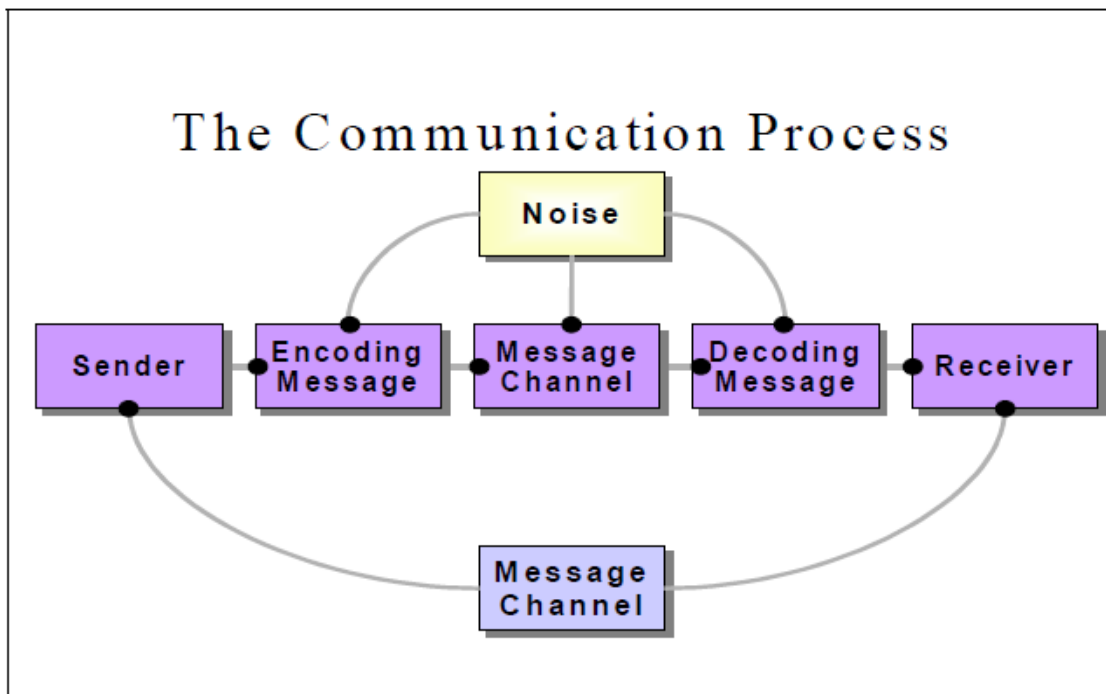 The Communication Process
Noise
Sender
Encoding
Message
Message
Channel
Decoding
Message
Receiver
Message
Channel